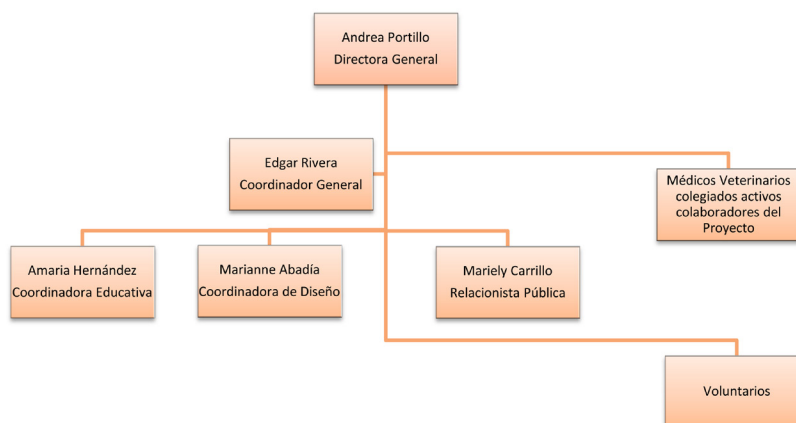 Andrea Portillo
Directora General
Edgar Rivera
Coordinador General
Médicos Veterinarios
colegiados activos
colaboradores del
Proyecto
Amaria Hernández
Coordinadora Educativa
Marianne Abadía
Coordinadora de Diseño
Mariely Carrillo
Relacionista Pública
Voluntarios